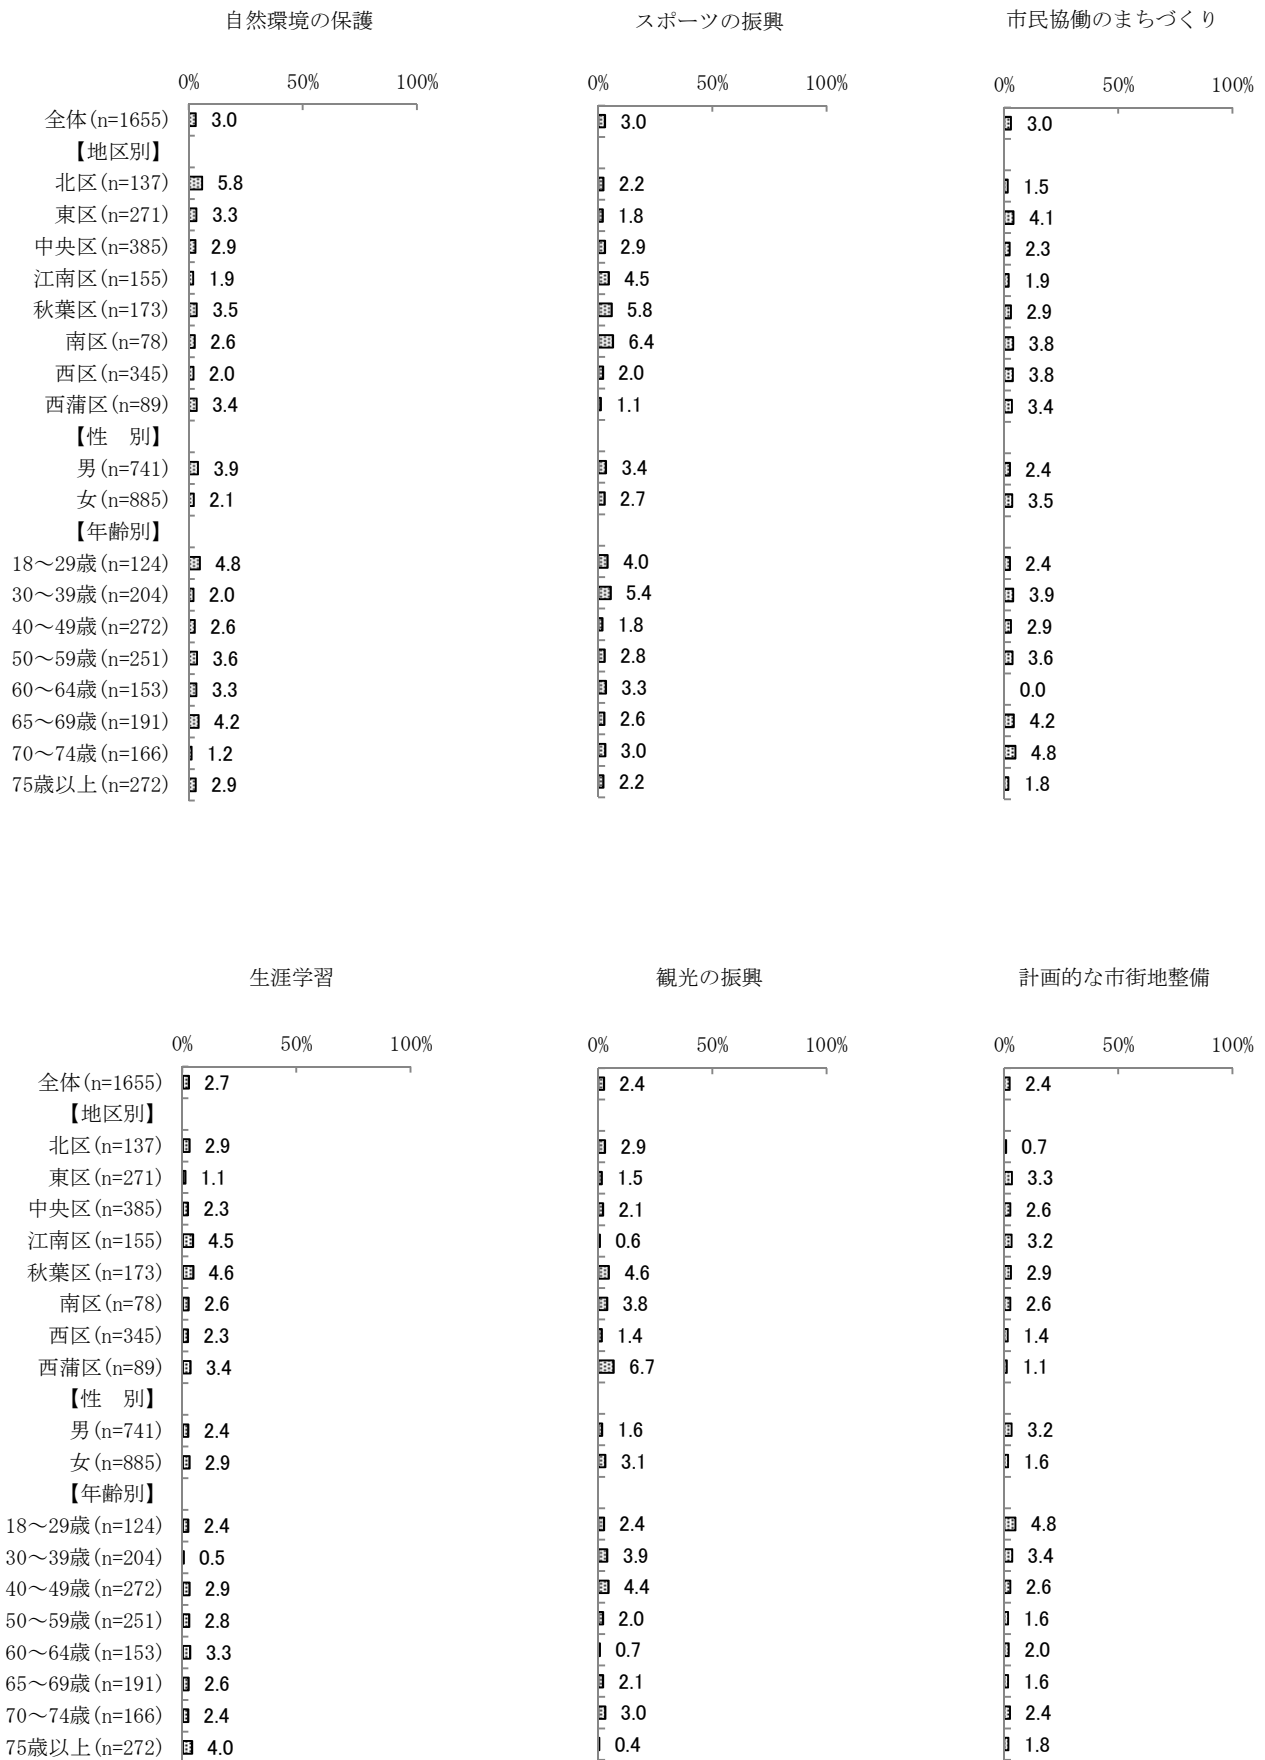 自然環境の保護 スポーツの振興 市民協働のまちづくり
0% 50% 100% 0% 50% 100% 0% 50% 100%
全体(n=1655) 3.0 3.0 3.0
【地区別】
北区(n=137) 5.8 2.2 1.5
東区(n=271) 3.3 1.8 4.1
中央区(n=385) 2.9 2.9 2.3
江南区(n=155) 1.9 4.5 1.9
秋葉区(n=173) 3.5 5.8 2.9
南区(n=78) 2.6 6.4 3.8
西区(n=345) 2.0 2.0 3.8
西蒲区(n=89) 3.4 1.1 3.4
【性　別】
男(n=741) 3.9 3.4 2.4
女(n=885) 2.1 2.7 3.5
【年齢別】
18～29歳(n=124) 4.8 4.0 2.4
30～39歳(n=204) 2.0 5.4 3.9
40～49歳(n=272) 2.6 1.8 2.9
50～59歳(n=251) 3.6 2.8 3.6
60～64歳(n=153) 3.3 3.3 0.0
65～69歳(n=191) 4.2 2.6 4.2
70～74歳(n=166) 1.2 3.0 4.8
75歳以上(n=272) 2.9 2.2 1.8
生涯学習 観光の振興 計画的な市街地整備
0% 50% 100% 0% 50% 100% 0% 50% 100%
全体(n=1655) 2.7 2.4 2.4
【地区別】
北区(n=137) 2.9 2.9 0.7
東区(n=271) 1.1 1.5 3.3
中央区(n=385) 2.3 2.1 2.6
江南区(n=155) 4.5 0.6 3.2
秋葉区(n=173) 4.6 4.6 2.9
南区(n=78) 2.6 3.8 2.6
西区(n=345) 2.3 1.4 1.4
西蒲区(n=89) 3.4 6.7 1.1
【性　別】
男(n=741) 2.4 1.6 3.2
女(n=885) 2.9 3.1 1.6
【年齢別】
18～29歳(n=124) 2.4 2.4 4.8
30～39歳(n=204) 0.5 3.9 3.4
40～49歳(n=272) 2.9 4.4 2.6
50～59歳(n=251) 2.8 2.0 1.6
60～64歳(n=153) 3.3 0.7 2.0
65～69歳(n=191) 2.6 2.1 1.6
70～74歳(n=166) 2.4 3.0 2.4
75歳以上(n=272) 4.0 0.4 1.8